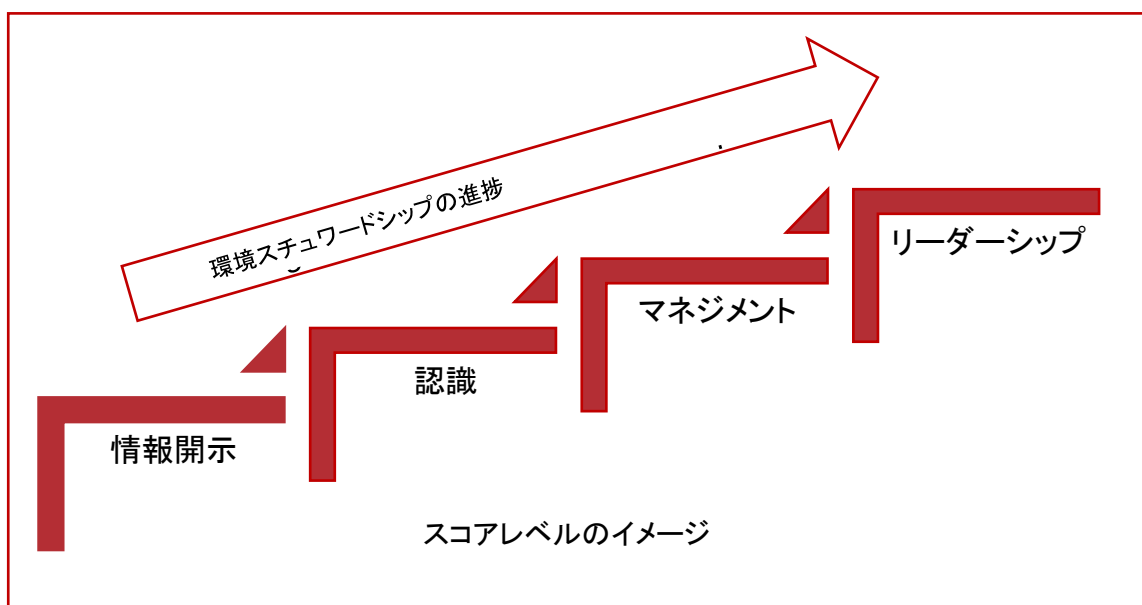 環境スチュワードシップの進捗
リーダーシップ
マネジメント
認識
情報開示
スコアレベルのイメージ